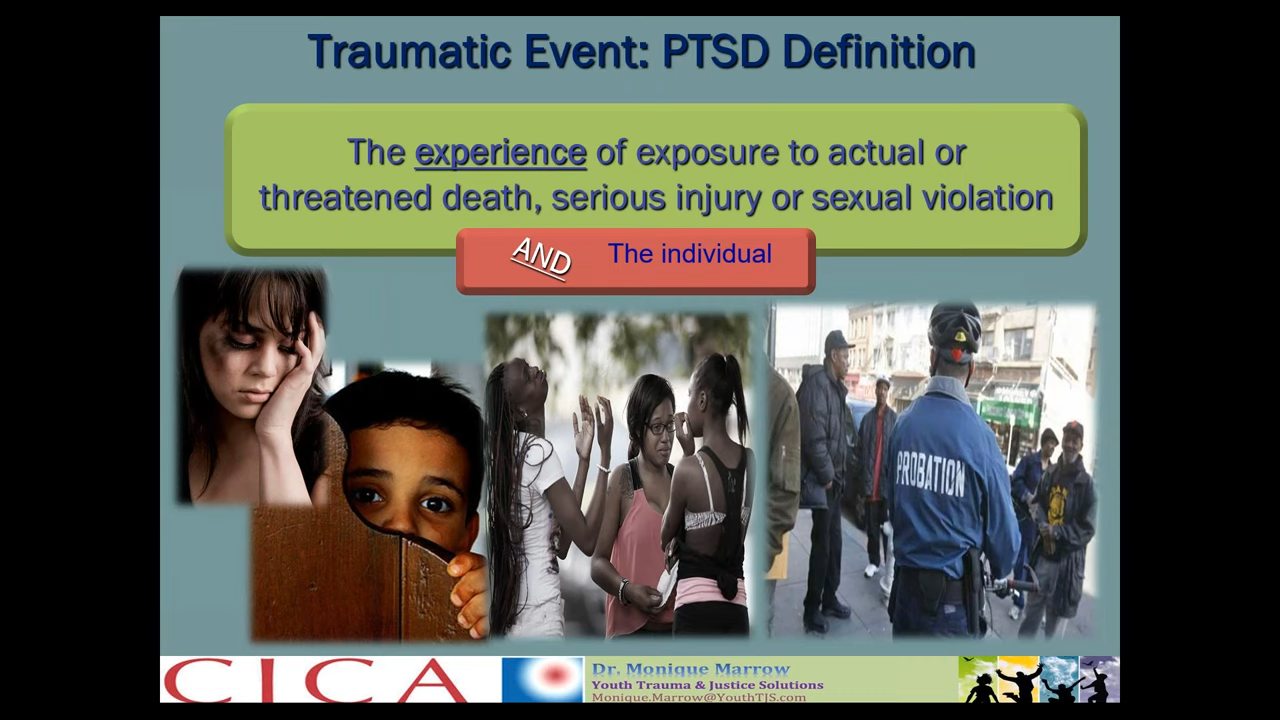 Traumatic Event: PTSD Definition
The experience of exposure to actual or
threatened death, serious injury or sexual violation
AND The individual
PROBATION
CICA
Dr. Monique Marrow
Youth Trauma & Justice Solutions
Monique.Marrow@YouthTJS.com